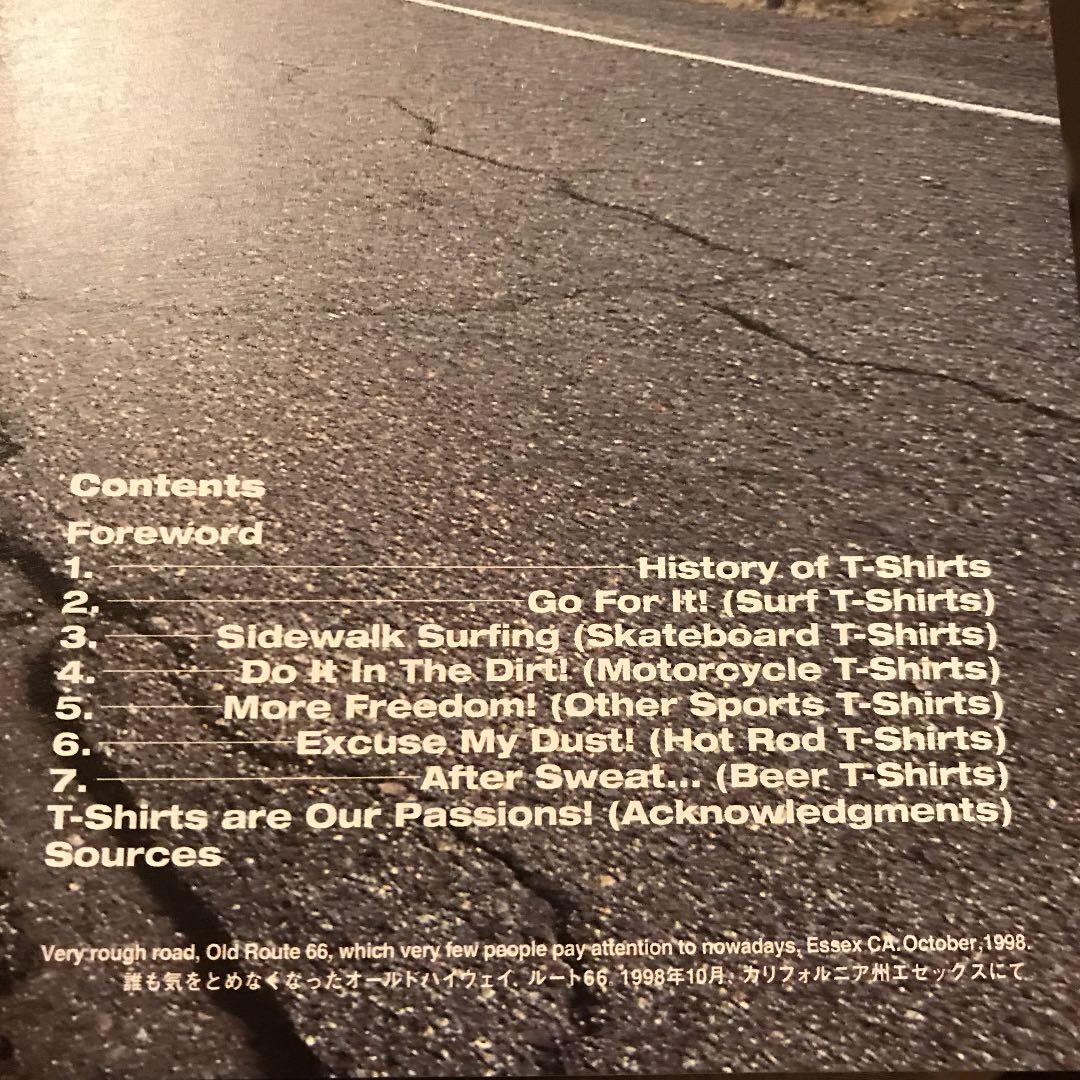 Contents
Foreword
1. History of T-Shirts
2. Go For It! (Surf T-Shirts)
3. Sidewalk Surfing (Skateboard T-Shirts)
4. Do It In The Dirt! (Motorcycle T-Shirts)
5. More Freedom! (Other Sports T-Shirts)
6. Excuse My Dust! (Hot Rod T-Shirts)
7. After Sweat... (Beer T-Shirts)
T-Shirts are Our Passions! (Acknowledgments)
Sources
Very rough road, Old Route 66, which very few people pay attention to nowadays, Essex CA.October,1998.
誰も気をとめなくなったオールドハイウェイ、ルート66。1998年10月、カリフォルニア州エセックスにて